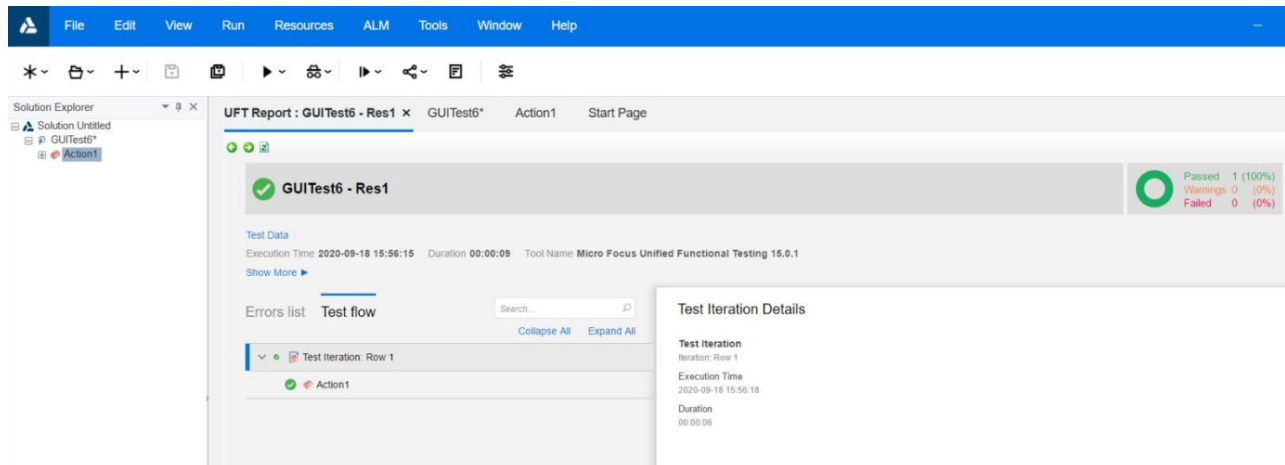 File Edit View Run Resources ALM Tools Window Help
Solution Explorer
Solution Untitled
GUITest6*
Action1
UFT Report : GUITest6 - Res1 × GUITest6* Action1 Start Page
GUITest6 - Res1
Passed 1 (100%)
Warnings 0 (0%)
Failed 0 (0%)
Test Data
Execution Time 2020-09-18 15:56:15 Duration 00:00:09 Tool Name Micro Focus Unified Functional Testing 15.0.1
Show More ▶
Errors list Test flow Search...
Collapse All Expand All
Test Iteration: Row 1
Action1
Test Iteration Details
Test Iteration
Iteration: Row 1
Execution Time
2020-09-18 15:56:18
Duration
00:00:06